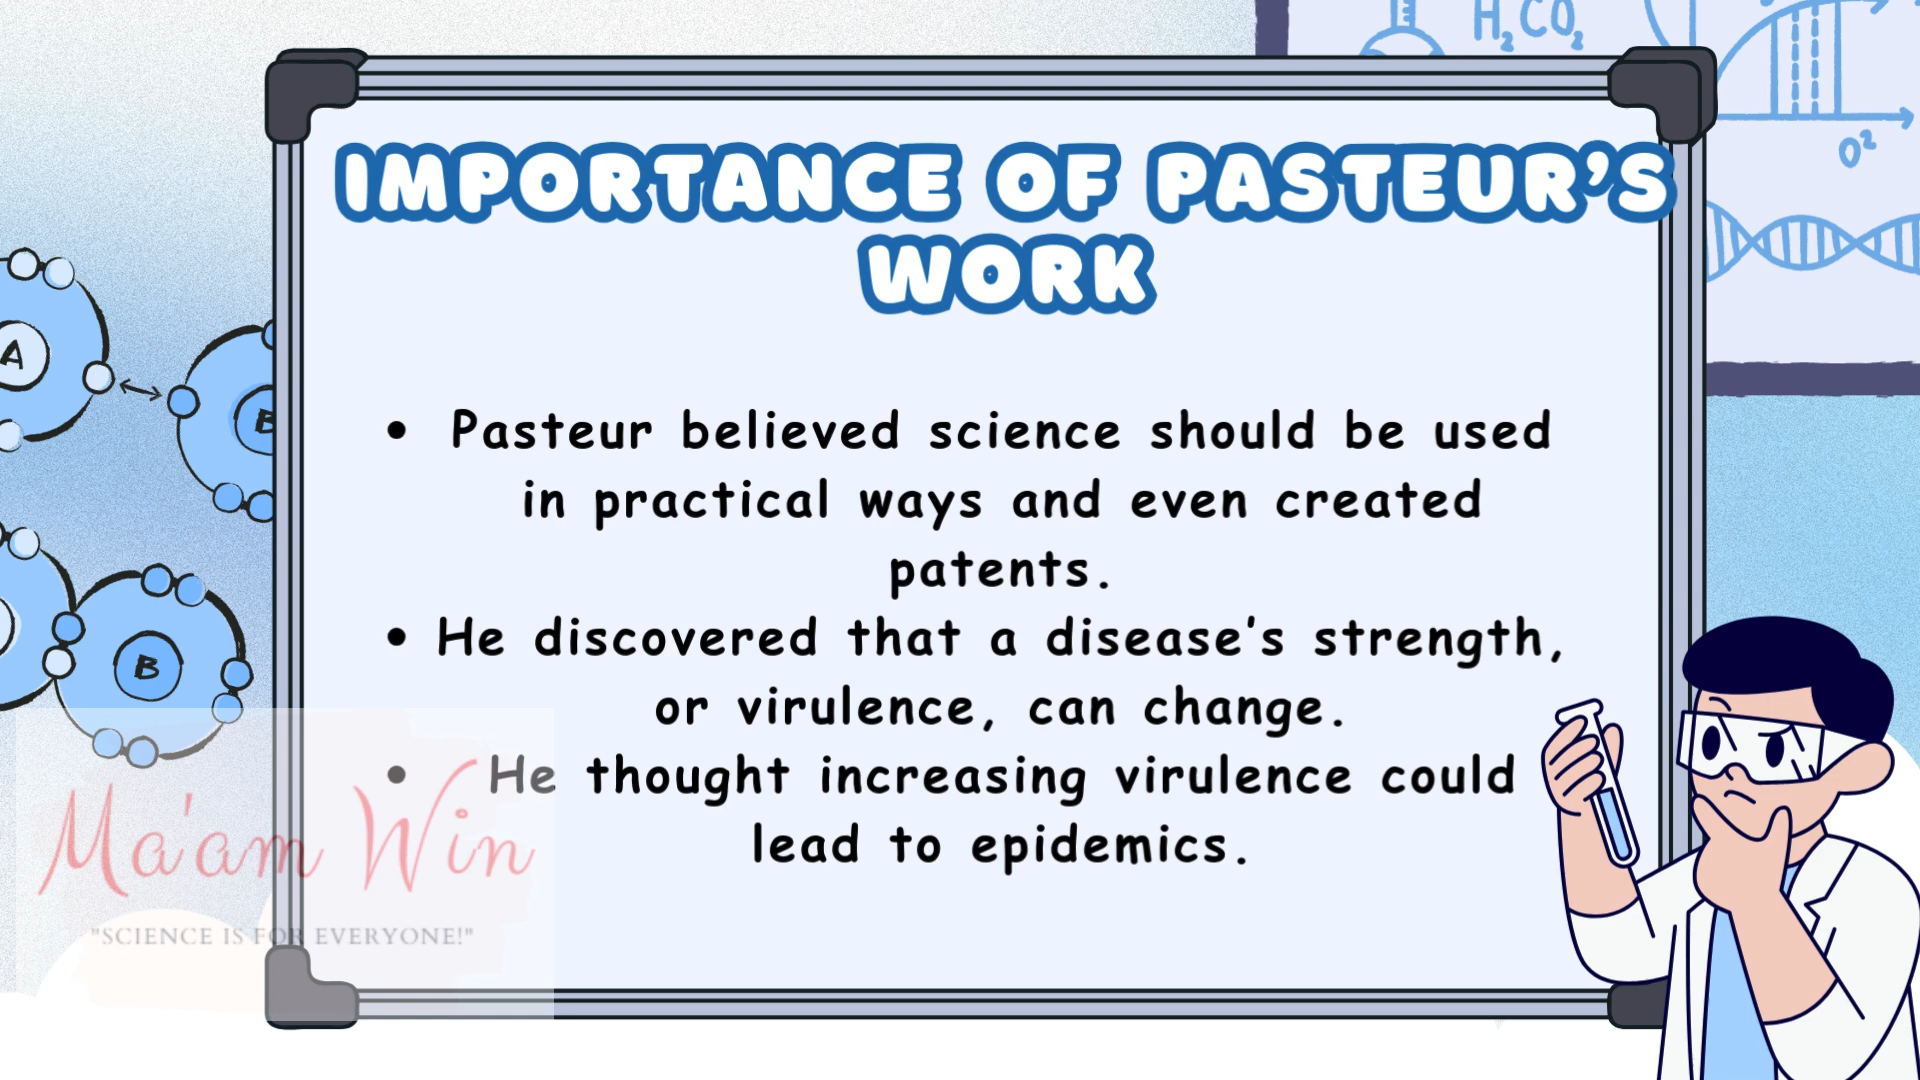 H₂CO₂
O²
IMPORTANCE OF PASTEUR'S
WORK
A
B
B
• Pasteur believed science should be used
in practical ways and even created
patents.
• He discovered that a disease's strength,
or virulence, can change.
• He thought increasing virulence could
lead to epidemics.
Ma'am Win
"SCIENCE IS FOR EVERYONE!"